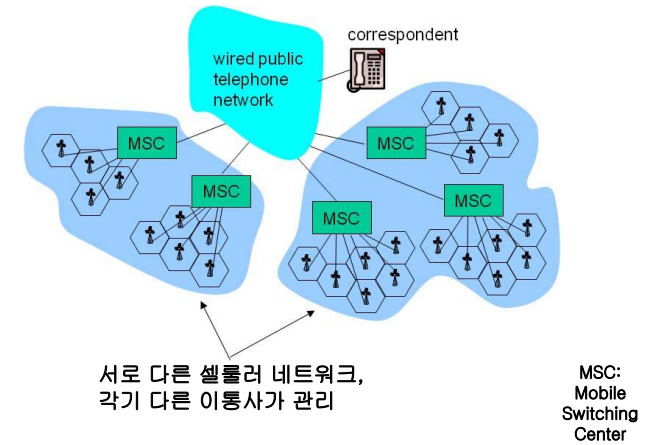 correspondent
wired public
telephone
network
MSC
MSC
MSC
MSC
MSC
서로 다른 셀룰러 네트워크,
각기 다른 이통사가 관리
MSC:
Mobile
Switching
Center